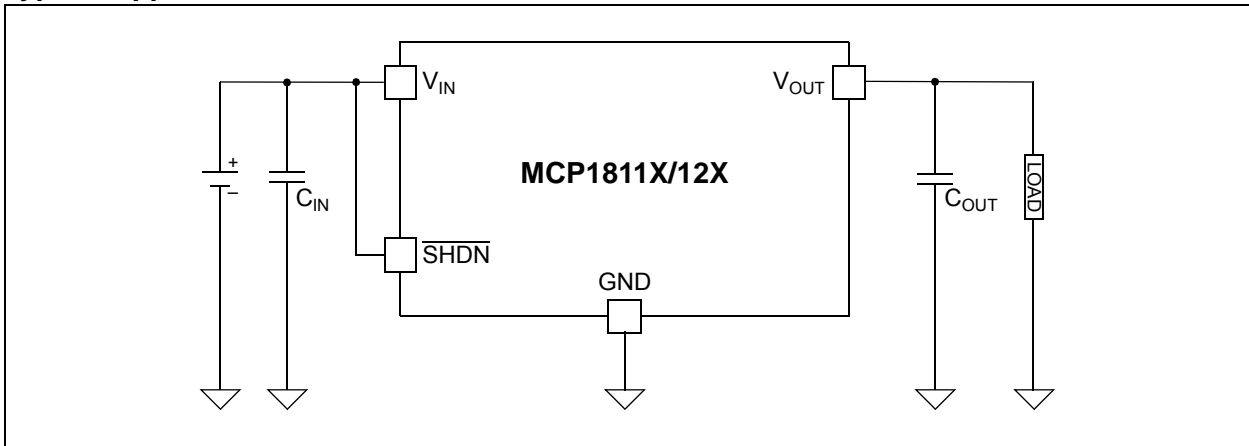 V_IN
V_OUT
MCP1811X/12X
+
–
C_IN
SHDN
GND
C_OUT
LOAD